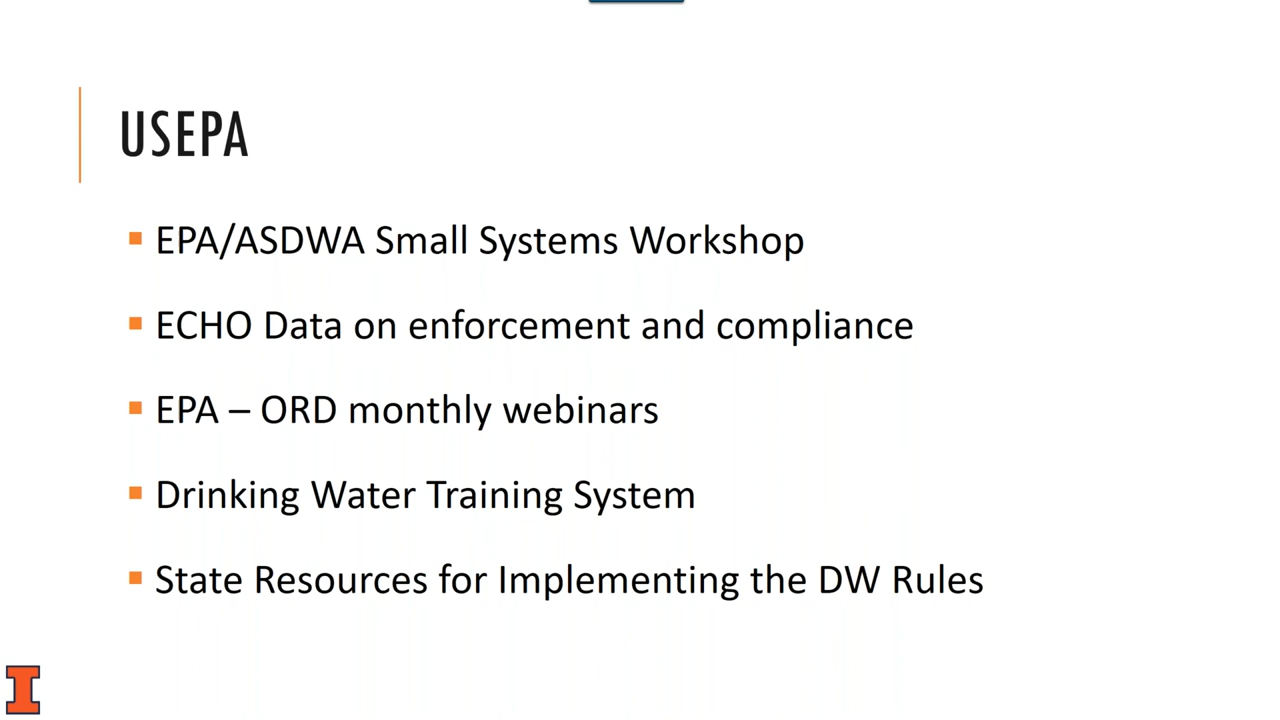 USEPA
EPA/ASDWA Small Systems Workshop
ECHO Data on enforcement and compliance
EPA – ORD monthly webinars
Drinking Water Training System
State Resources for Implementing the DW Rules
I